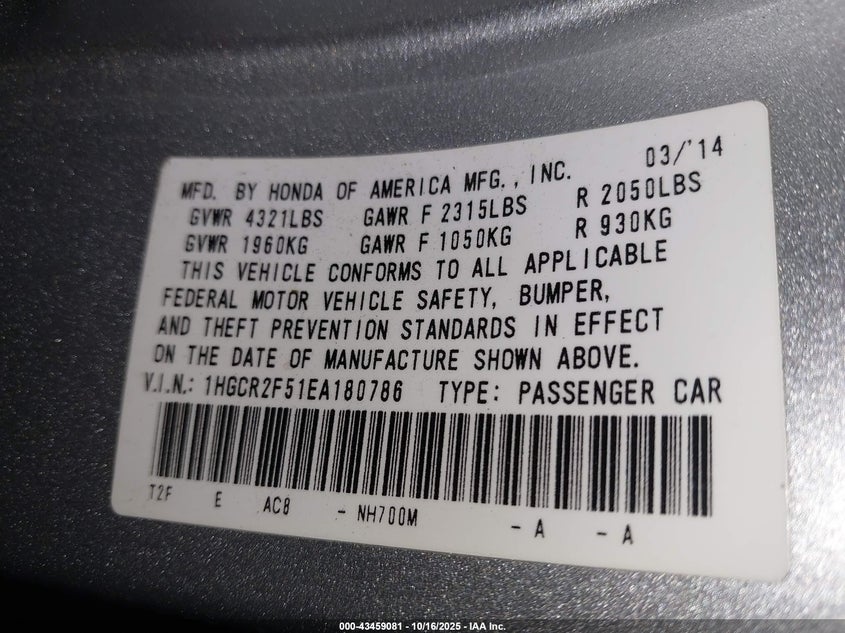 03/'14
MFD. BY HONDA OF AMERICA MFG., INC.
GVWR 4321LBS GAWR F 2315LBS R 2050LBS
GVWR 1960KG GAWR F 1050KG R 930KG
THIS VEHICLE CONFORMS TO ALL APPLICABLE
FEDERAL MOTOR VEHICLE SAFETY, BUMPER,
AND THEFT PREVENTION STANDARDS IN EFFECT
ON THE DATE OF MANUFACTURE SHOWN ABOVE.
V.I.N.: 1HGCR2F51EA180786 TYPE: PASSENGER CAR
T2F E AC8 - NH700M - A - A
000-43459081 - 10/16/2025 - IAA Inc.